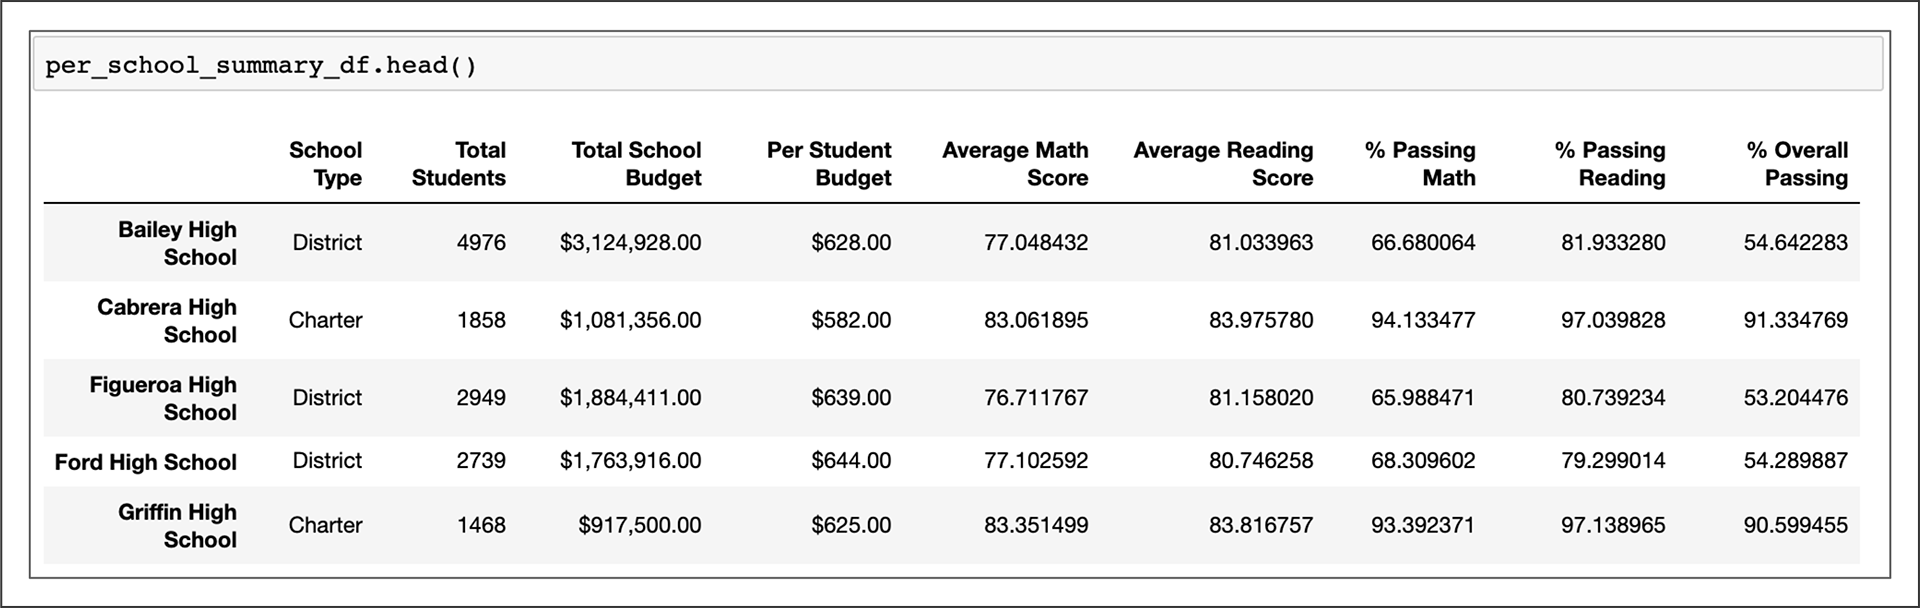 per_school_summary_df.head()
School Type Total Students Total School Budget Per Student Budget Average Math Score Average Reading Score % Passing Math % Passing Reading % Overall Passing
Bailey High School District 4976 $3,124,928.00 $628.00 77.048432 81.033963 66.680064 81.933280 54.642283
Cabrera High School Charter 1858 $1,081,356.00 $582.00 83.061895 83.975780 94.133477 97.039828 91.334769
Figueroa High School District 2949 $1,884,411.00 $639.00 76.711767 81.158020 65.988471 80.739234 53.204476
Ford High School District 2739 $1,763,916.00 $644.00 77.102592 80.746258 68.309602 79.299014 54.289887
Griffin High School Charter 1468 $917,500.00 $625.00 83.351499 83.816757 93.392371 97.138965 90.599455